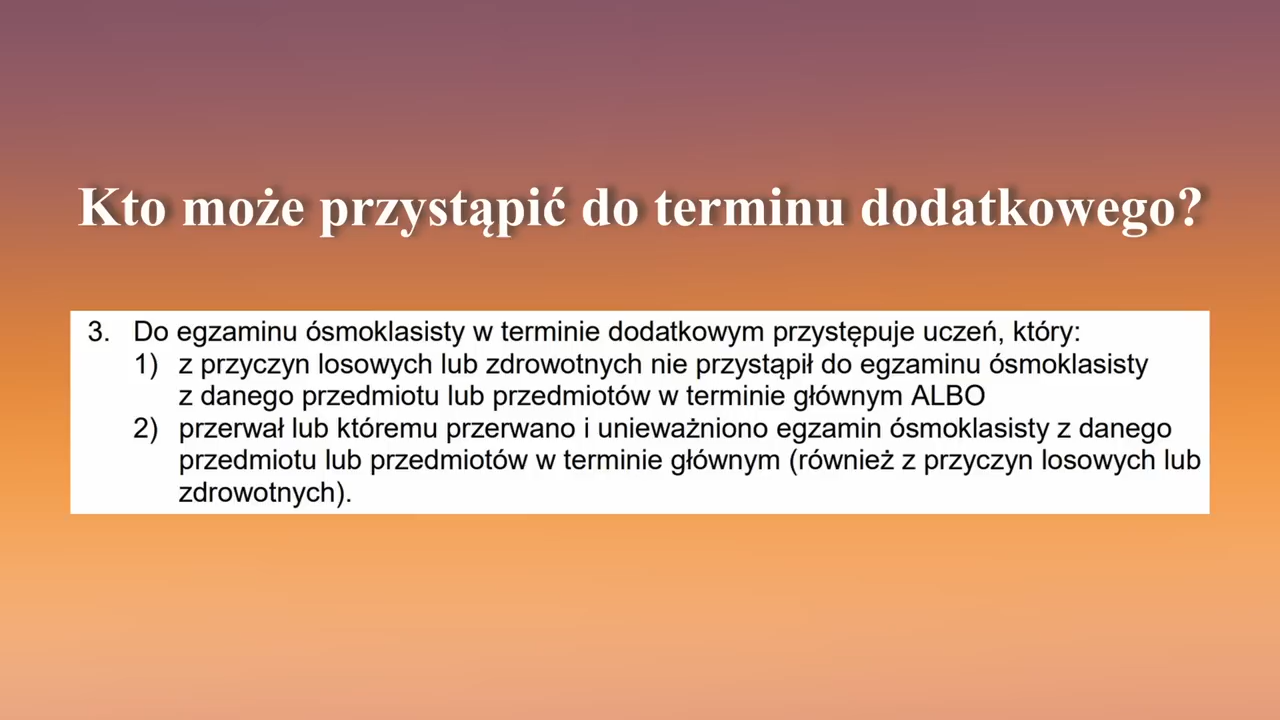 Kto może przystąpić do terminu dodatkowego?
3. Do egzaminu ósmoklasisty w terminie dodatkowym przystępuje uczeń, który:
1) z przyczyn losowych lub zdrowotnych nie przystąpił do egzaminu ósmoklasisty
z danego przedmiotu lub przedmiotów w terminie głównym ALBO
2) przerwał lub któremu przerwano i unieważniono egzamin ósmoklasisty z danego
przedmiotu lub przedmiotów w terminie głównym (również z przyczyn losowych lub
zdrowotnych).